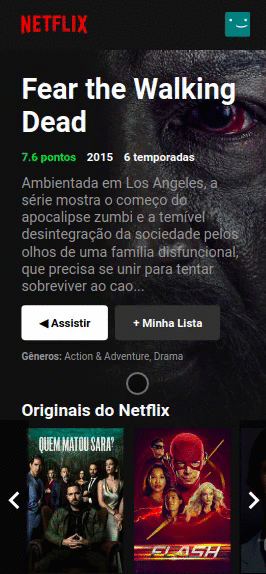 NETFLIX
Fear the Walking
Dead
7.6 pontos 2015 6 temporadas
Ambientada em Los Angeles, a
série mostra o começo do
apocalipse zumbi e a temível
desintegração da sociedade pelos
olhos de uma família disfuncional,
que precisa se unir para tentar
sobreviver ao cao...
◀ Assistir + Minha Lista
Gêneros: Action & Adventure, Drama
Originais do Netflix
QUEM MATOU SARA?
FLASH